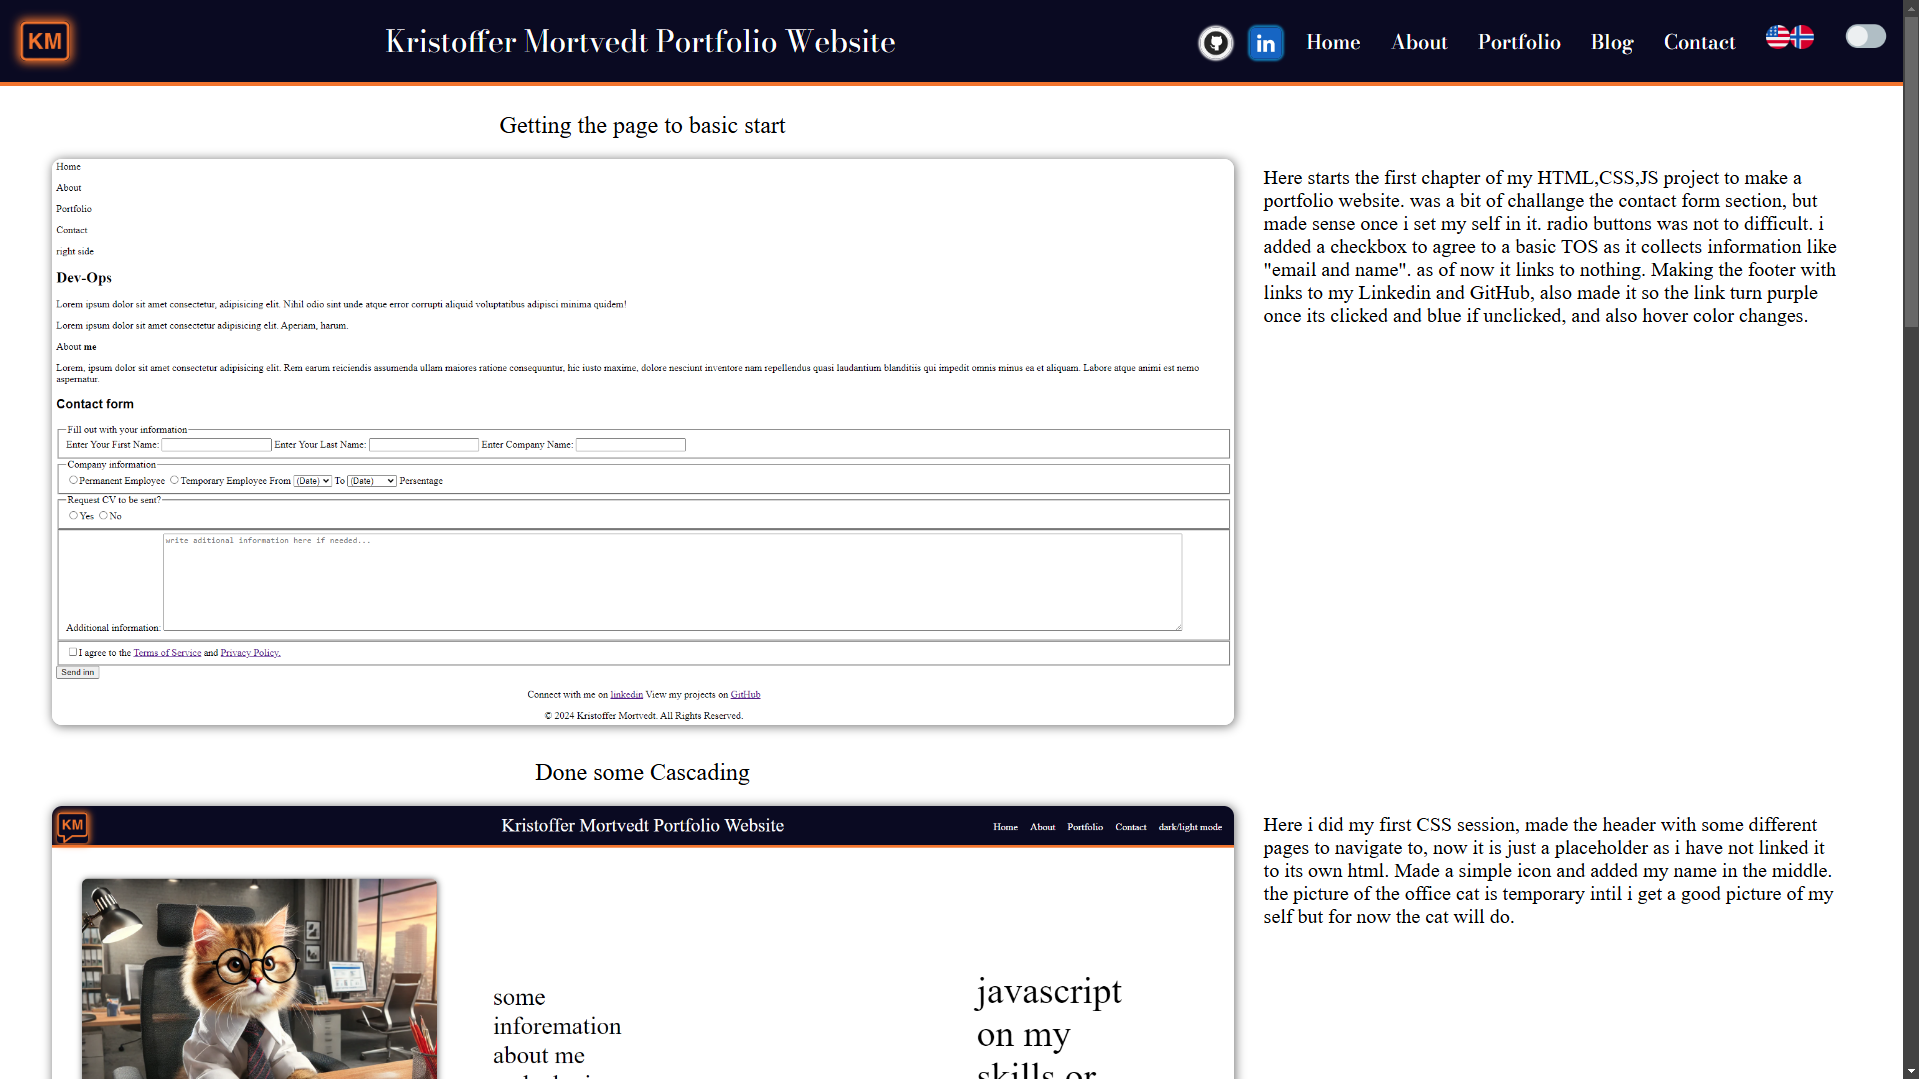 KM
Kristoffer Mortvedt Portfolio Website
in
Home
About
Portfolio
Blog
Contact
Getting the page to basic start
Home
About
Portfolio
Contact
right side
Dev-Ops
Lorem ipsum dolor sit amet consectetur, adipisicing elit. Nihil odio sint unde atque error corrupti aliquid voluptatibus adipisci minima quidem!
Lorem ipsum dolor sit amet consectetur adipisicing elit. Aperiam, harum.
About me
Lorem, ipsum dolor sit amet consectetur adipisicing elit. Rem earum reiciendis assumenda ullam maiores ratione consequuntur, hic iusto maxime, dolore nesciunt inventore nam repellendus quasi laudantium blanditiis qui impedit omnis minus ea et aliquam. Labore atque animi est nemo
aspernatur.
Contact form
Fill out with your information
Enter Your First Name: Enter Your Last Name: Enter Company Name:
Company information
Permanent Employee Temporary Employee From (Date) To (Date) Persentage
Request CV to be sent?
Yes No
write aditional information here if needed...
Additional information:
I agree to the Terms of Service and Privacy Policy.
Send inn
Connect with me on linkedin View my projects on GitHub
© 2024 Kristoffer Mortvedt. All Rights Reserved.
Here starts the first chapter of my HTML,CSS,JS project to make a
portfolio website. was a bit of challange the contact form section, but
made sense once i set my self in it. radio buttons was not to difficult. i
added a checkbox to agree to a basic TOS as it collects information like
"email and name". as of now it links to nothing. Making the footer with
links to my Linkedin and GitHub, also made it so the link turn purple
once its clicked and blue if unclicked, and also hover color changes.
Done some Cascading
KM
Kristoffer Mortvedt Portfolio Website
Home
About
Portfolio
Contact
dark/light mode
some
inforemation
about me
javascript
on my
skills or
Here i did my first CSS session, made the header with some different
pages to navigate to, now it is just a placeholder as i have not linked it
to its own html. Made a simple icon and added my name in the middle.
the picture of the office cat is temporary intil i get a good picture of my
self but for now the cat will do.